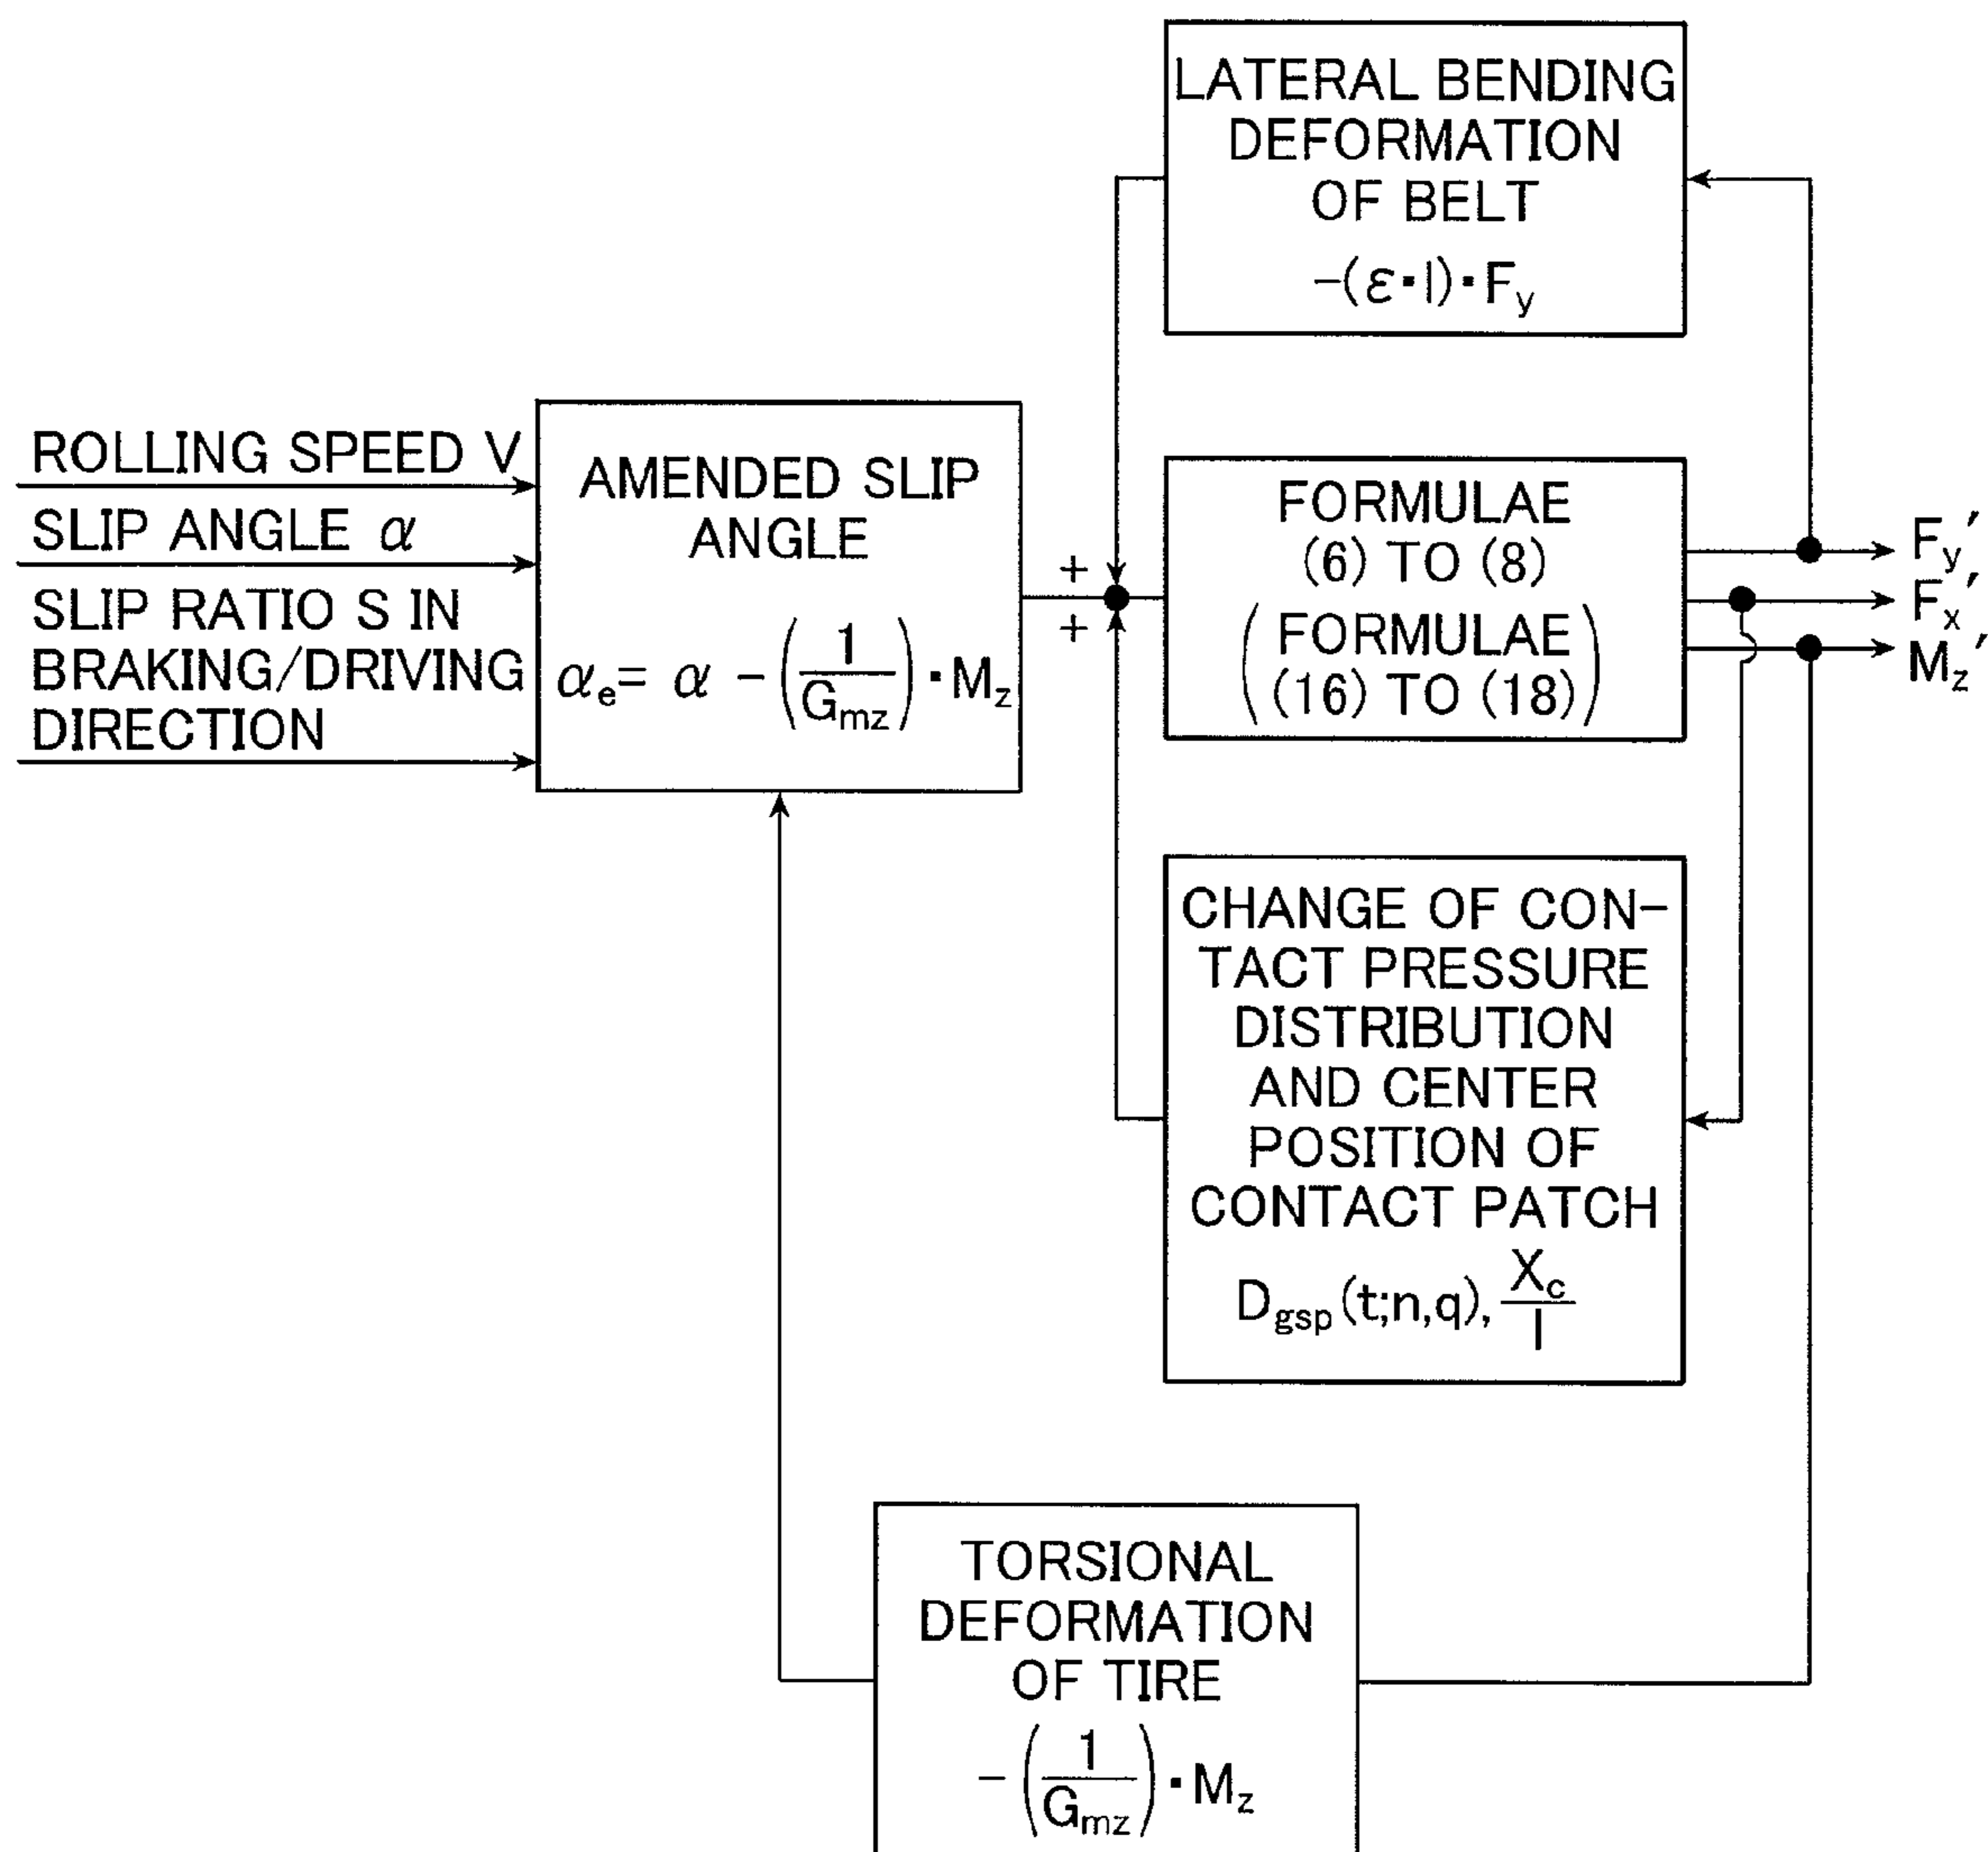 LATERAL BENDING
DEFORMATION
OF BELT
-(ε·l)·Fy
ROLLING SPEED V
SLIP ANGLE α
SLIP RATIO S IN
BRAKING/DRIVING
DIRECTION
AMENDED SLIP
ANGLE
αe= α -(1/Gmz)·Mz
+
+
FORMULAE
(6) TO (8)
(FORMULAE
(16) TO (18))
Fy'
Fx'
Mz'
CHANGE OF CON-
TACT PRESSURE
DISTRIBUTION
AND CENTER
POSITION OF
CONTACT PATCH
Dgsp(t;n,q), Xc/l
TORSIONAL
DEFORMATION
OF TIRE
-(1/Gmz)·Mz